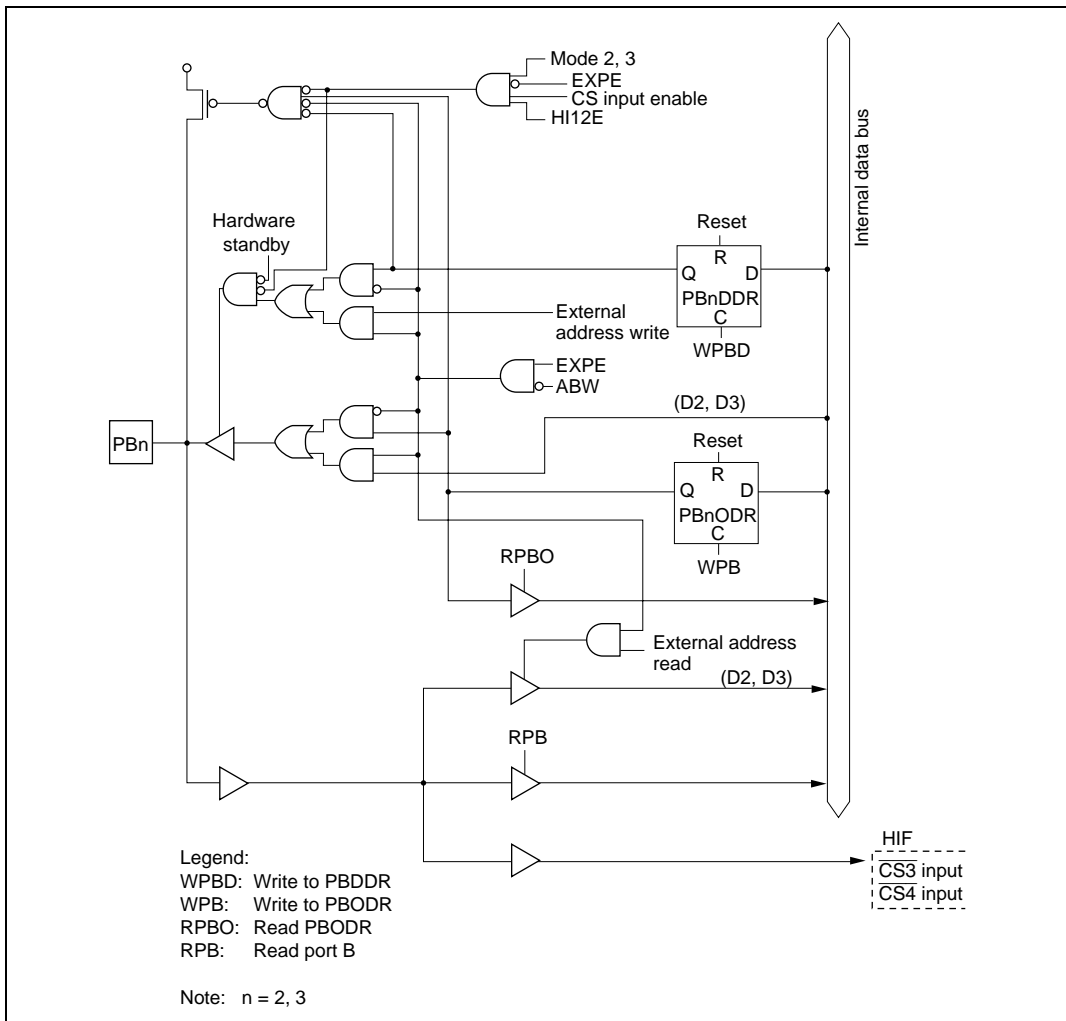 Mode 2, 3
EXPE
CS input enable
HI12E
Internal data bus
Hardware
standby
Reset
R
Q
D
PBnDDR
C
WPBD
External
address write
EXPE
ABW
(D2, D3)
PBn
Reset
R
Q
D
PBnODR
C
WPB
RPBO
External address
read
(D2, D3)
RPB
HIF
CS3 input
CS4 input
Legend:
WPBD: Write to PBDDR
WPB: Write to PBODR
RPBO: Read PBODR
RPB: Read port B
Note: n = 2, 3